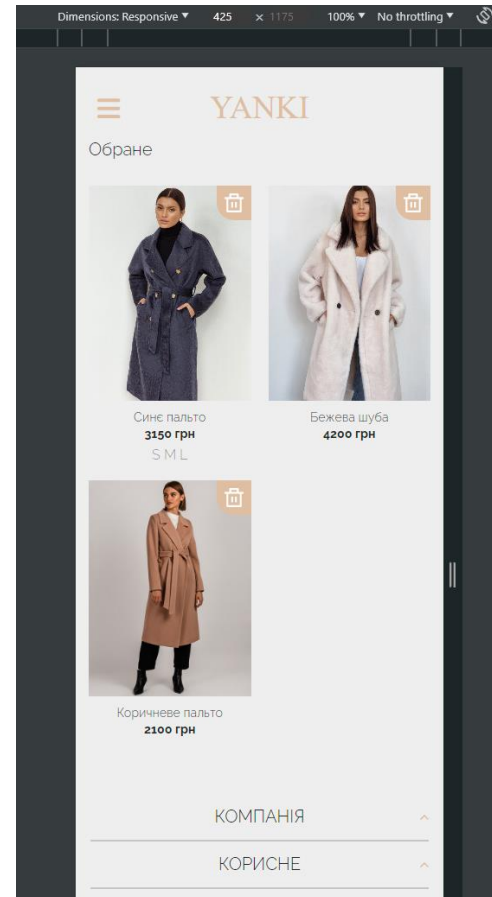 Dimensions: Responsive ▼ 425 × 1175 100% ▼ No throttling ▼
YANKI
Обране
Синє пальто
3150 грн
S M L
Бежева шуба
4200 грн
Коричневе пальто
2100 грн
КОМПАНІЯ
КОРИСНЕ